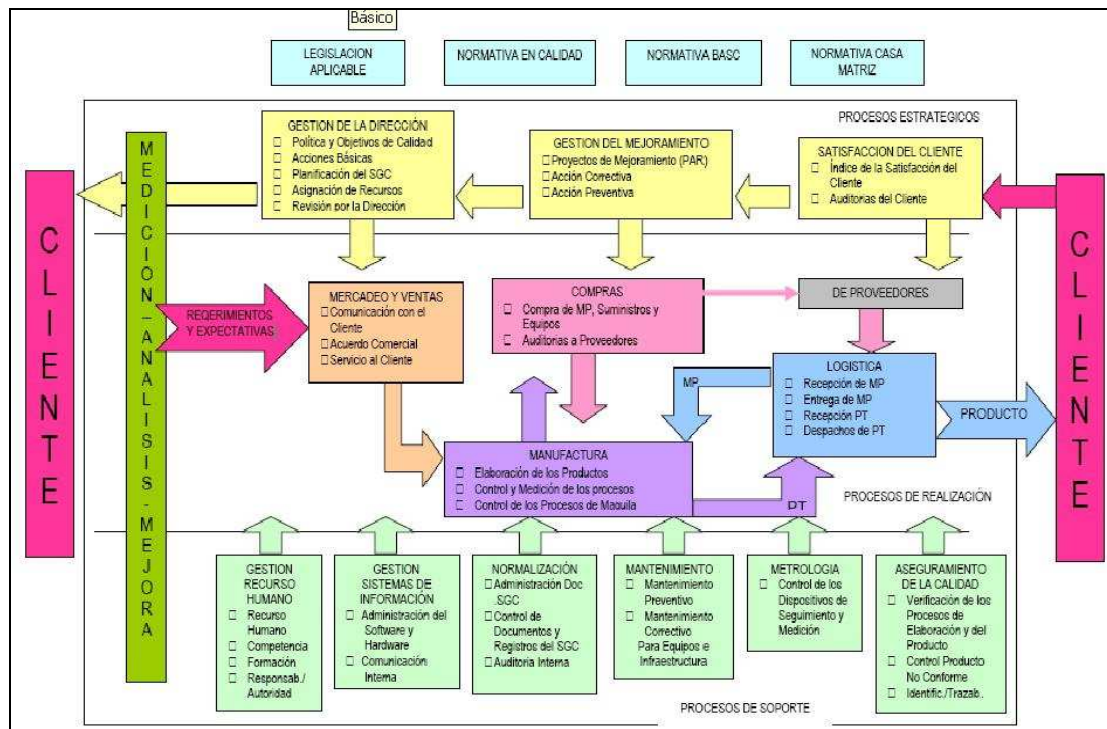 Básico
LEGISLACION
APLICABLE
NORMATIVA EN CALIDAD
NORMATIVA BASC
NORMATIVA CASA
MATRIZ
PROCESOS ESTRATEGICOS
GESTION DE LA DIRECCIÓN
Política y Objetivos de Calidad
Acciones Básicas
Planificación del SGC
Asignación de Recursos
Revisión por la Dirección
GESTION DEL MEJORAMIENTO
Proyectos de Mejoramiento (PAR)
Acción Correctiva
Acción Preventiva
SATISFACCION DEL CLIENTE
Índice de la Satisfacción del
Cliente
Auditorias del Cliente
CLIENTE
MEDICION-ANALISIS-MEJORA
CLIENTE
REQERIMIENTOS
Y EXPECTATIVAS
MERCADEO Y VENTAS
Comunicación con el
Cliente
Acuerdo Comercial
Servicio al Cliente
COMPRAS
Compra de MP, Suministros y
Equipos
Auditorias a Proveedores
DE PROVEEDORES
LOGISTICA
Recepción de MP
Entrega de MP
Recepción PT
Despachos de PT
MP
PRODUCTO
MANUFACTURA
Elaboración de los Productos
Control y Medición de los procesos
Control de los Procesos de Maquila
PT
PROCESOS DE REALIZACIÓN
GESTION
RECURSO
HUMANO
Recurso
Humano
Competencia
Formación
Responsab./
Autoridad
GESTION
SISTEMAS DE
INFORMACIÓN
Administración del
Software y
Hardware
Comunicación
Interna
NORMALIZACIÓN
Administración Doc
.SGC
Control de
Documentos y
Registros del SGC
Auditoria Interna
MANTENIMIENTO
Mantenimiento
Preventivo
Mantenimiento
Correctivo
Para Equipos e
Infraestructura
METROLOGIA
Control de los
Dispositivos de
Seguimiento y
Medición
ASEGURAMIENTO
DE LA CALIDAD
Verificación de los
Procesos de
Elaboración y del
Producto
Control Producto
No Conforme
Identific./Trazab.
PROCESOS DE SOPORTE